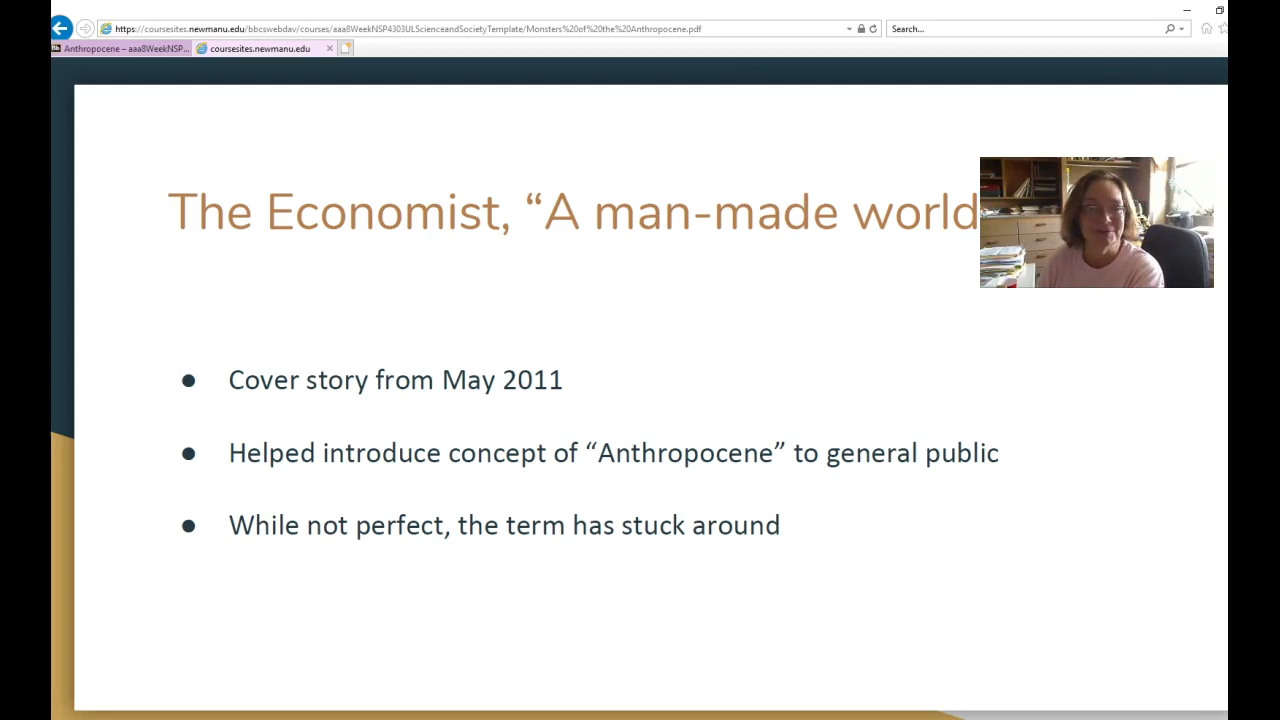 https://coursesites.newmanu.edu/bbcswebdav/courses/aaa8WeekNSP4303ULScienceandSocietyTemplate/Monsters%20of%20the%20Anthropocene.pdf
Search...
Anthropocene – aaa8WeekNSP...
coursesites.newmanu.edu
The Economist, “A man-made world
● Cover story from May 2011
● Helped introduce concept of “Anthropocene” to general public
● While not perfect, the term has stuck around